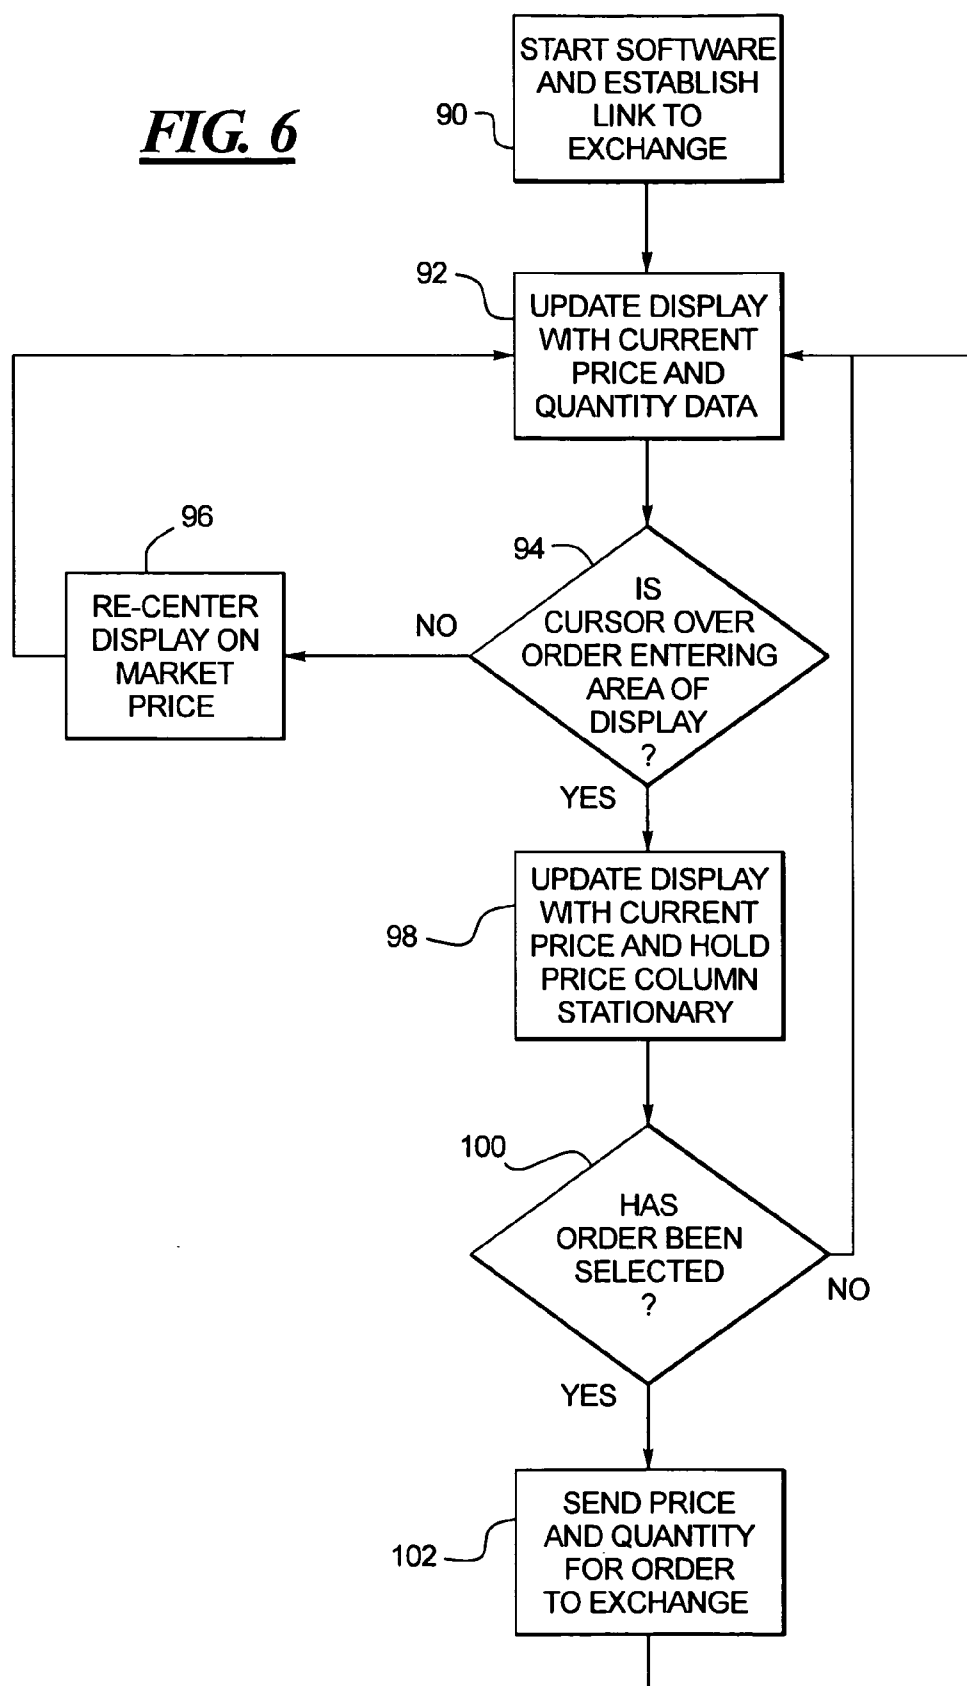 FIG. 6
90
START SOFTWARE
AND ESTABLISH
LINK TO
EXCHANGE
92
UPDATE DISPLAY
WITH CURRENT
PRICE AND
QUANTITY DATA
94
IS
CURSOR OVER
ORDER ENTERING
AREA OF
DISPLAY
?
NO
96
RE-CENTER
DISPLAY ON
MARKET
PRICE
YES
98
UPDATE DISPLAY
WITH CURRENT
PRICE AND HOLD
PRICE COLUMN
STATIONARY
100
HAS
ORDER BEEN
SELECTED
?
NO
YES
102
SEND PRICE
AND QUANTITY
FOR ORDER
TO EXCHANGE